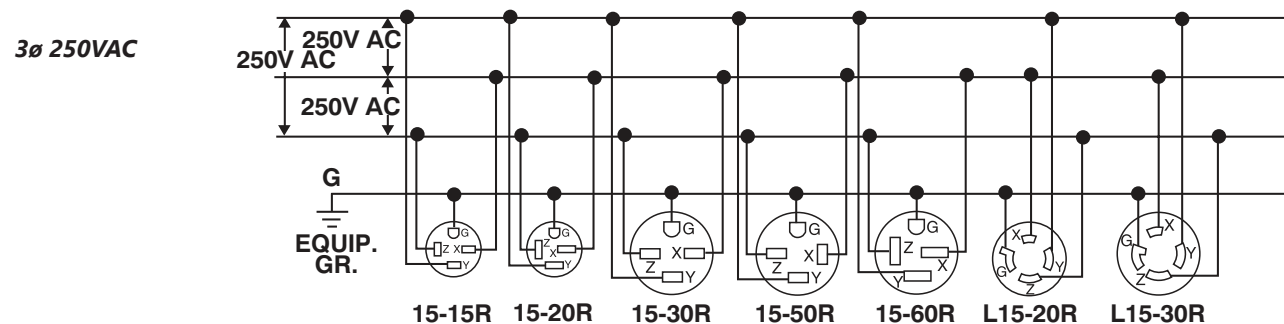 3ø 250VAC
250V AC
250V AC
250V AC
G
EQUIP.
GR.
G
Z X
Y
G
Z
X
Y
G
X
Z
Y
G
X
Z
Y
G
Z
X
Y
X
G
Y
Z
X
G
Y
Z
15-15R 15-20R 15-30R 15-50R 15-60R L15-20R L15-30R